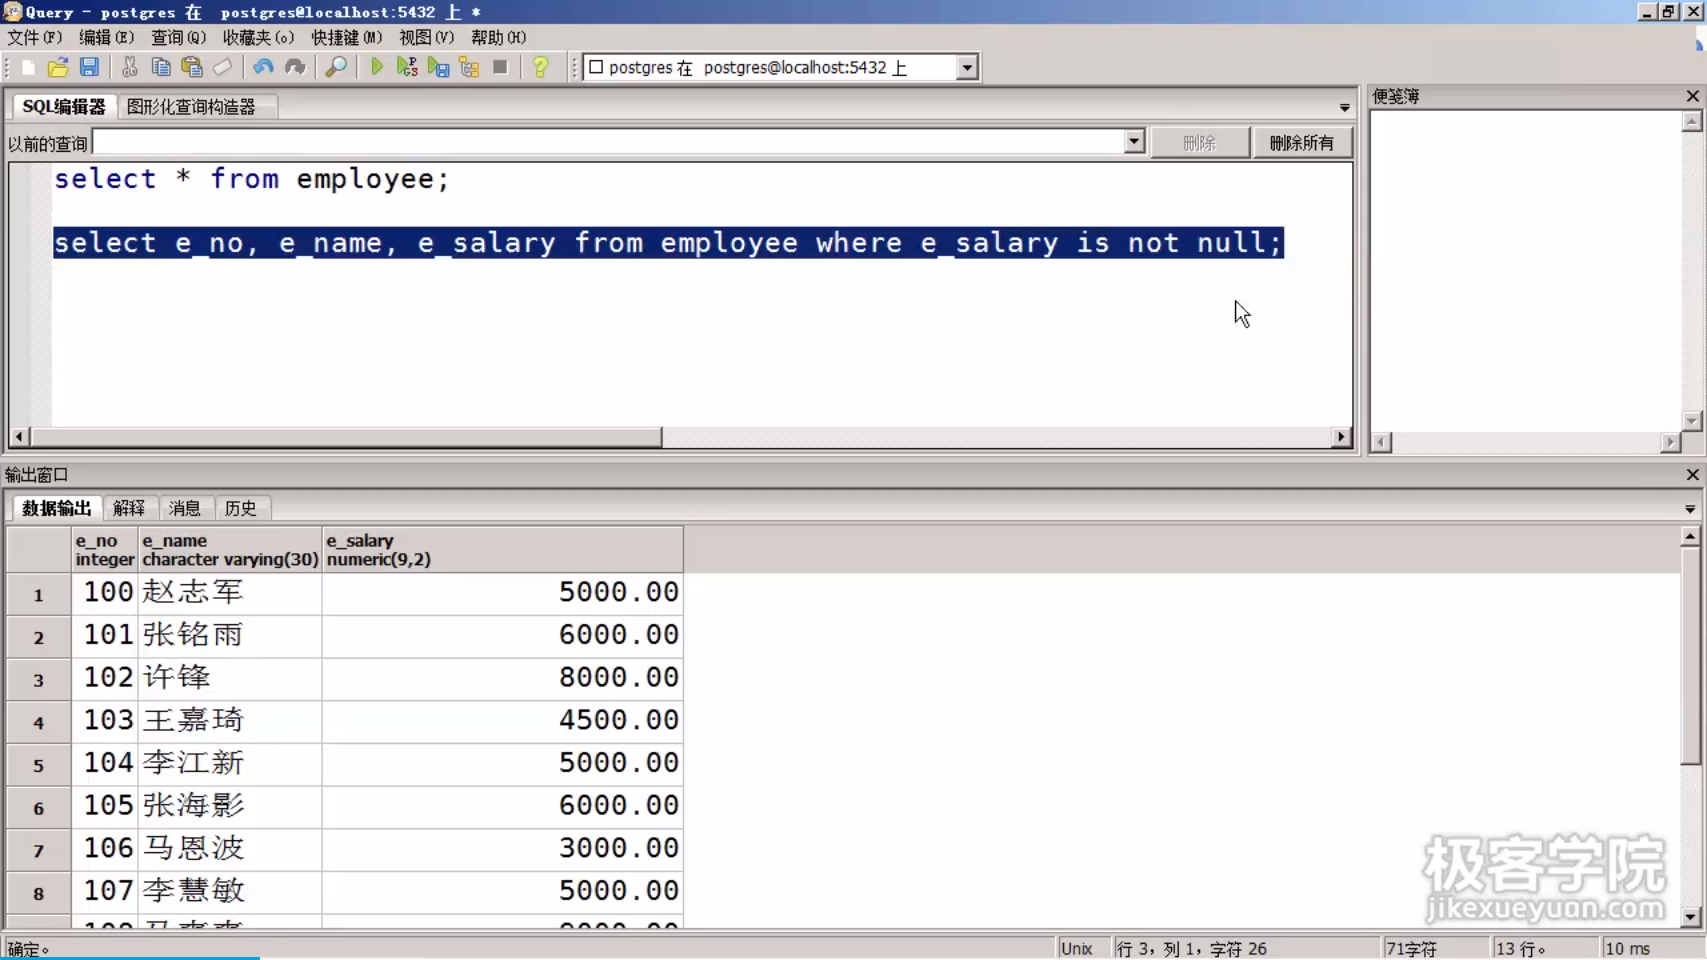 Query - postgres 在 postgres@localhost:5432 上 *
文件(F) 编辑(E) 查询(Q) 收藏夹(o) 快捷键(M) 视图(V) 帮助(H)
postgres 在 postgres@localhost:5432 上
SQL编辑器 图形化查询构造器
便笺簿
以前的查询 删除 删除所有
select * from employee;
select e_no, e_name, e_salary from employee where e_salary is not null;
输出窗口
数据输出 解释 消息 历史
e_no e_name e_salary
integer character varying(30) numeric(9,2)
1 100 赵志军 5000.00
2 101 张铭雨 6000.00
3 102 许锋 8000.00
4 103 王嘉琦 4500.00
5 104 李江新 5000.00
6 105 张海影 6000.00
7 106 马恩波 3000.00
8 107 李慧敏 5000.00
极客学院
jikexueyuan.com
确定。 Unix 行 3，列 1，字符 26 71字符 13 行。 10 ms